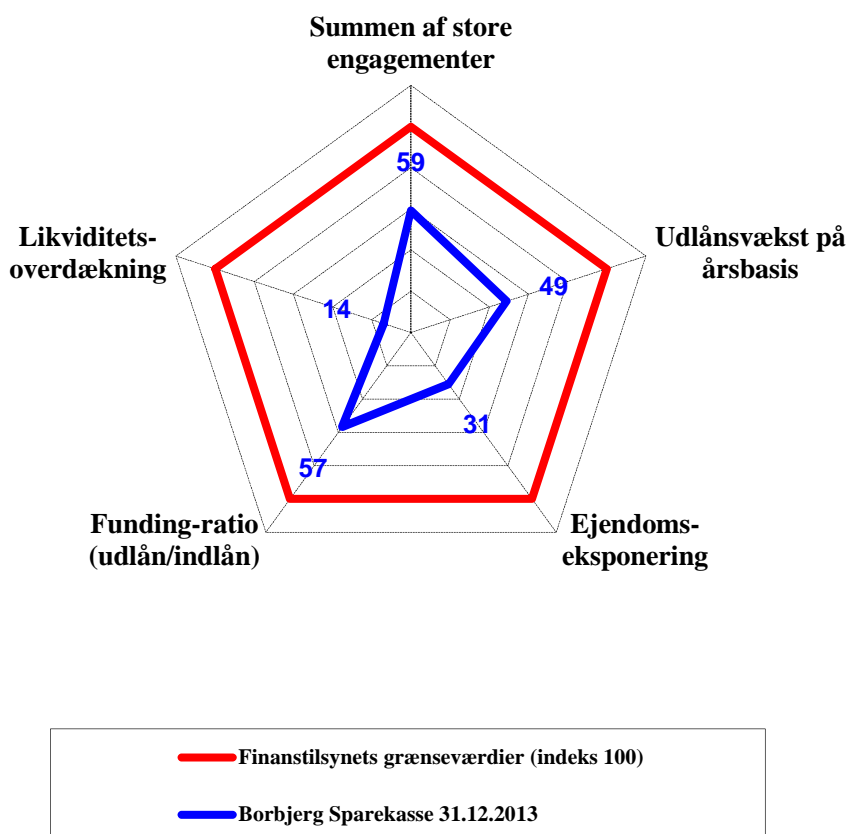 Summen af store
engagementer
59
Udlånsvækst på
årsbasis
49
Likviditets-
overdækning
14
31
57
Funding-ratio
(udlån/indlån)
Ejendoms-
eksponering
Finanstilsynets grænseværdier (indeks 100)
Borbjerg Sparekasse 31.12.2013